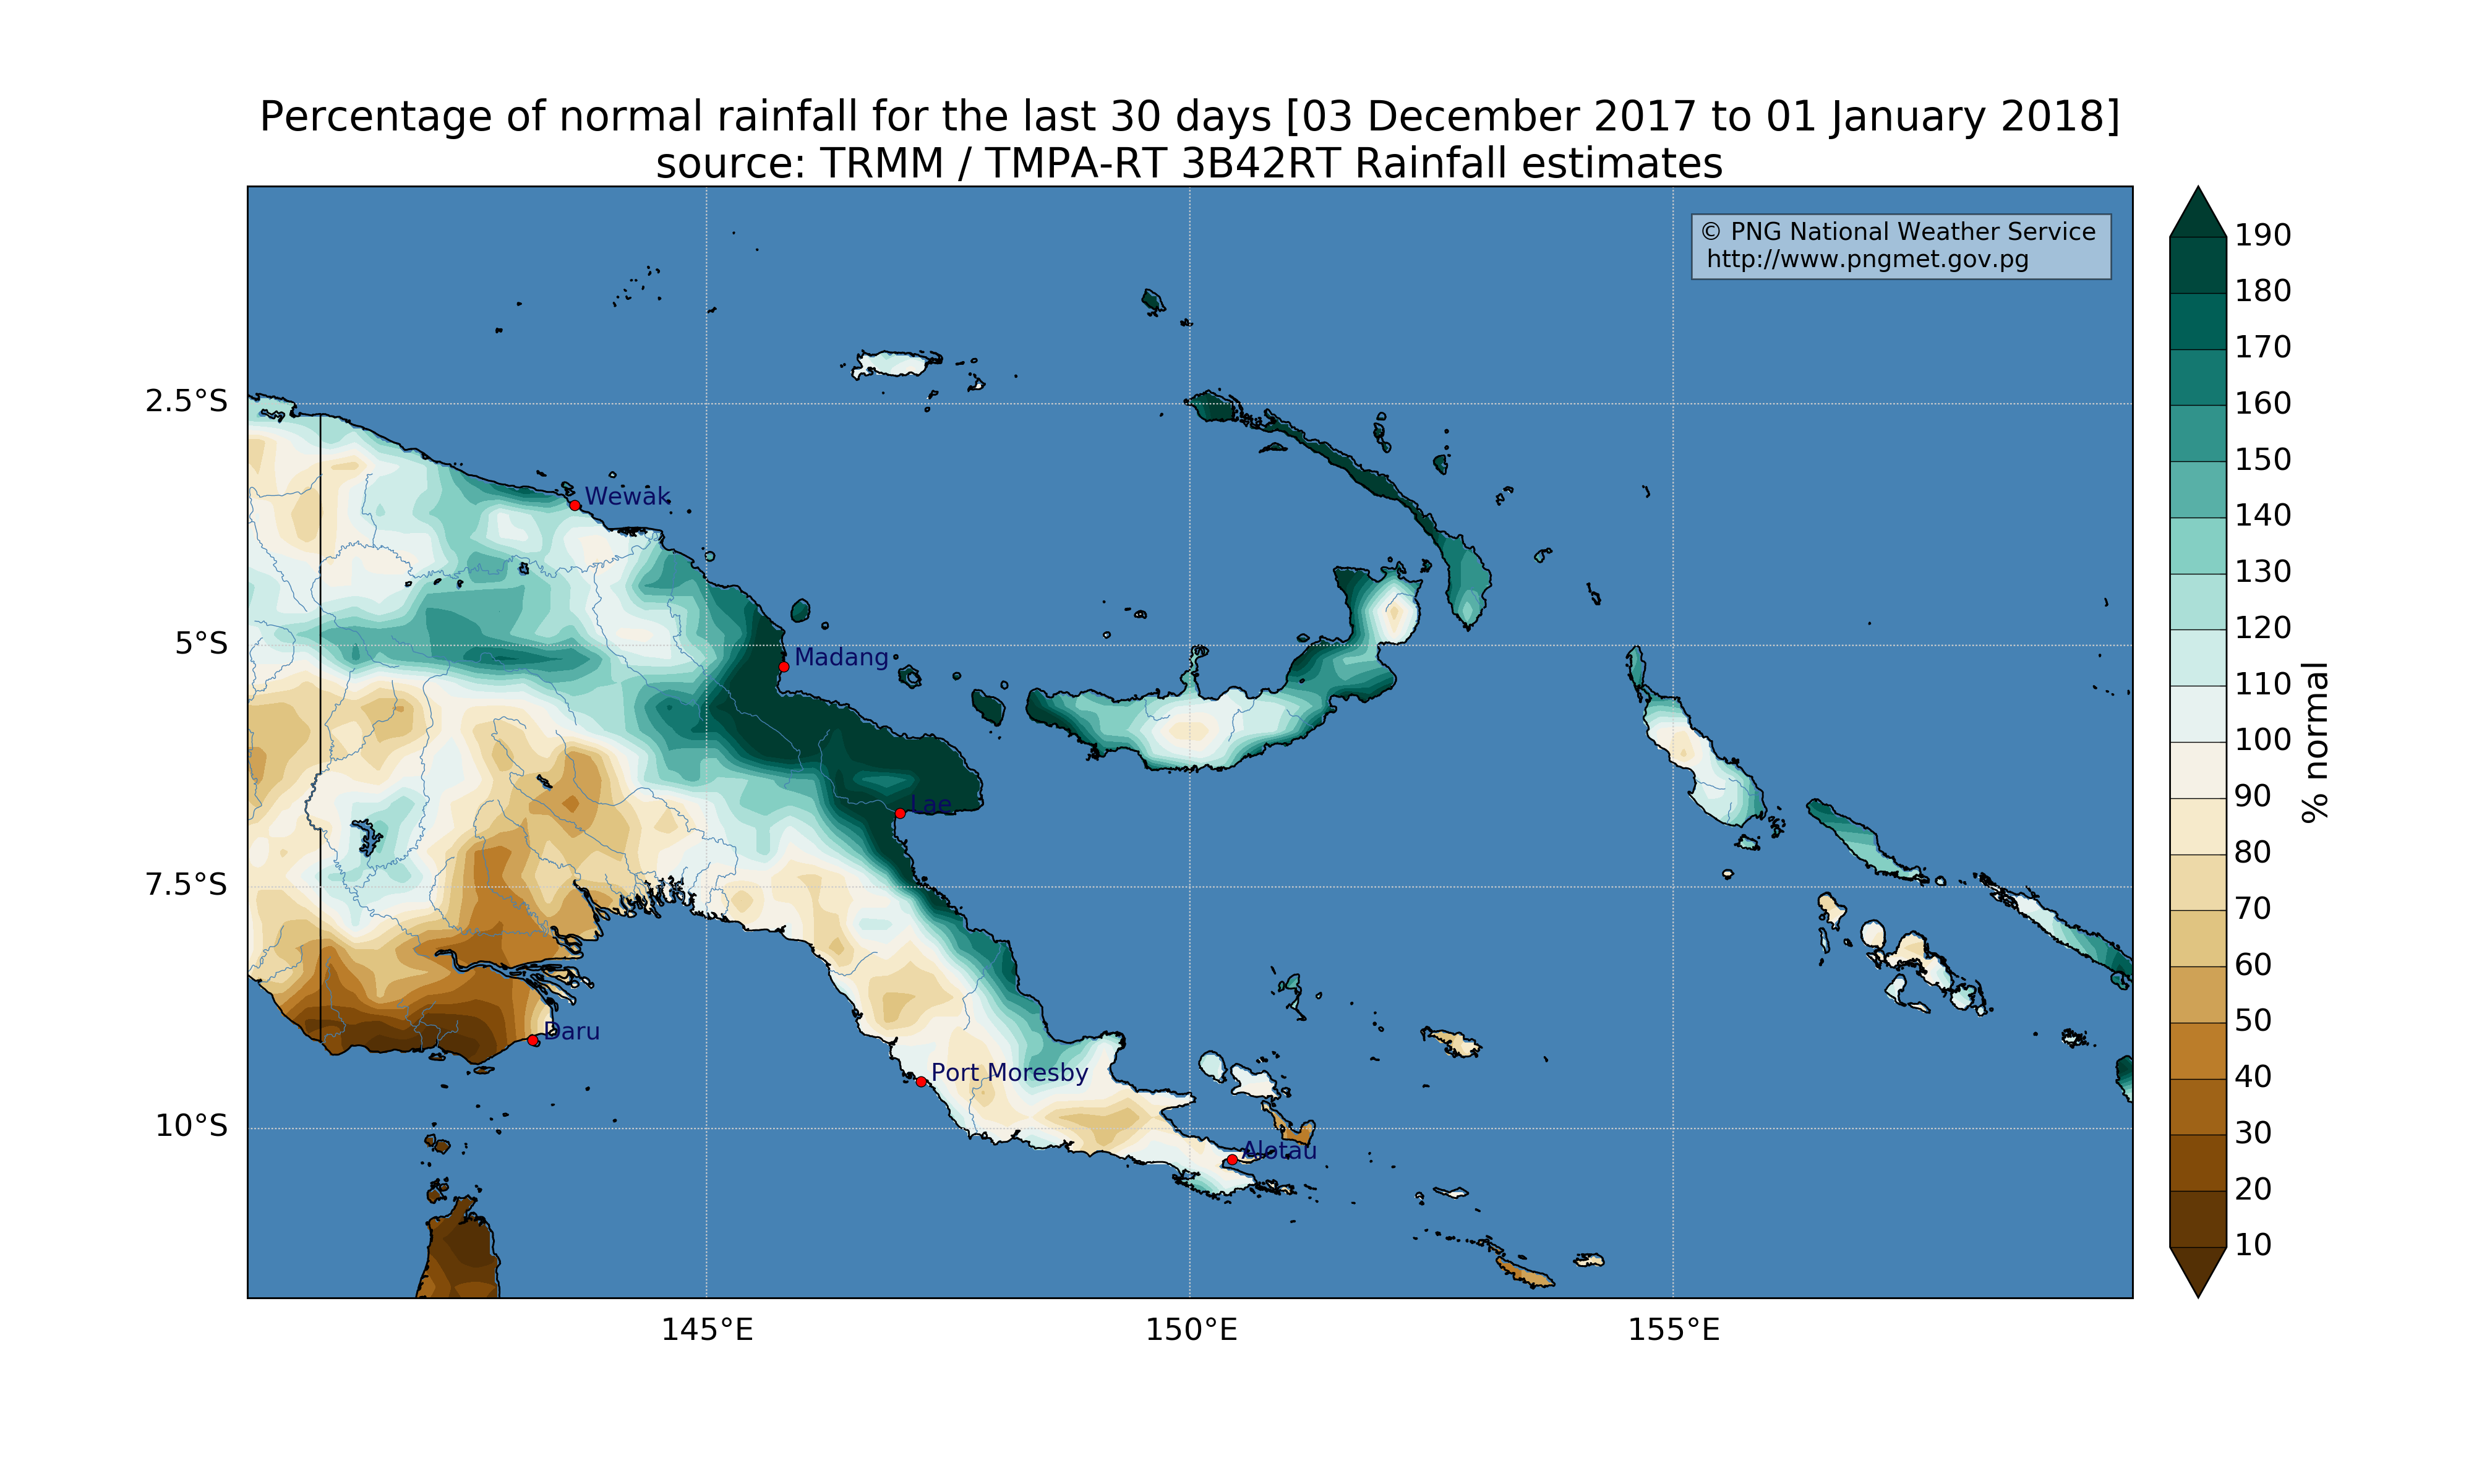 Percentage of normal rainfall for the last 30 days [03 December 2017 to 01 January 2018]
source: TRMM / TMPA-RT 3B42RT Rainfall estimates
© PNG National Weather Service
http://www.pngmet.gov.pg
190
180
170
160
150
140
130
120
110
100
90
80
70
60
50
40
30
20
10
% normal
2.5°S
5°S
7.5°S
10°S
Wewak
Madang
Lae
Daru
Port Moresby
Alotau
145°E
150°E
155°E